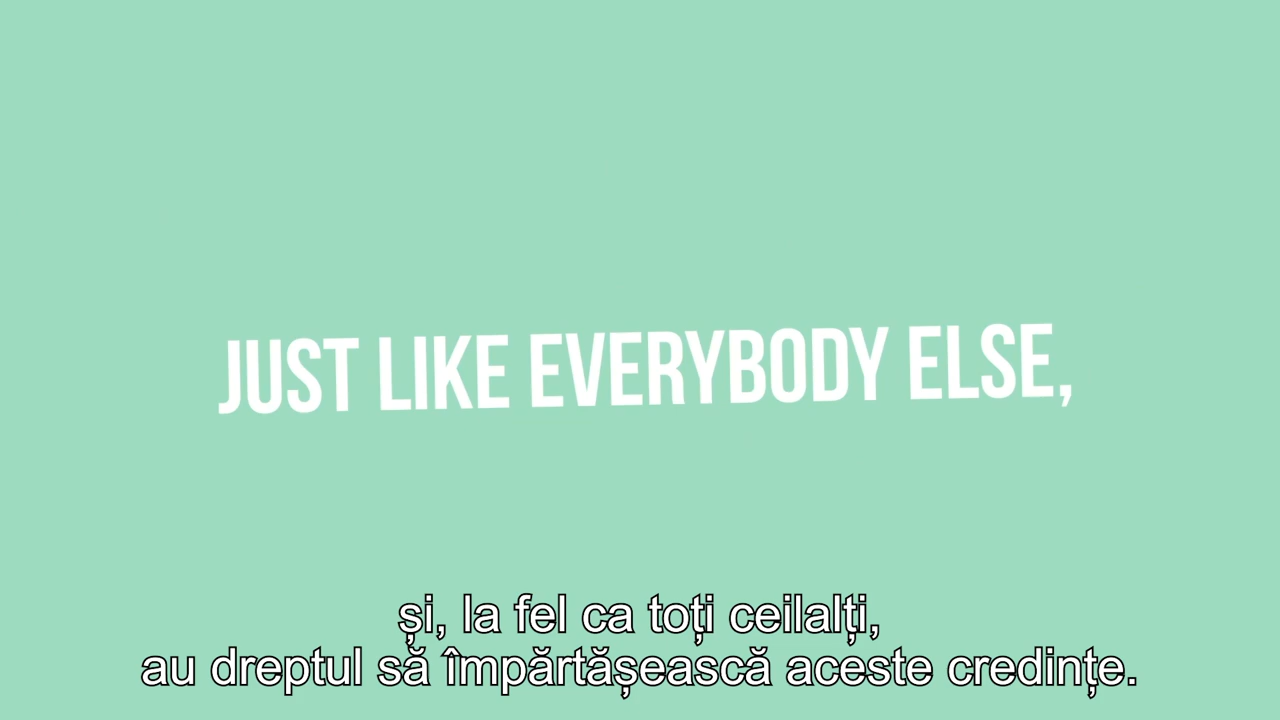 JUST LIKE EVERYBODY ELSE,
și, la fel ca toți ceilalți,
au dreptul să împărtășească aceste credințe.